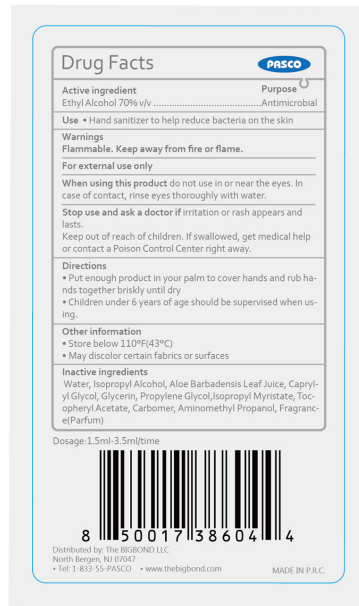 Drug Facts
PASCO
Active ingredient Purpose
Ethyl Alcohol 70% v/v ......................................Antimicrobial
Use • Hand sanitizer to help reduce bacteria on the skin
Warnings
Flammable. Keep away from fire or flame.
For external use only
When using this product do not use in or near the eyes. In
case of contact, rinse eyes thoroughly with water.
Stop use and ask a doctor if irritation or rash appears and
lasts.
Keep out of reach of children. If swallowed, get medical help
or contact a Poison Control Center right away.
Directions
• Put enough product in your palm to cover hands and rub ha-
nds together briskly until dry
• Children under 6 years of age should be supervised when us-
ing.
Other information
• Store below 110ºF(43ºC)
• May discolor certain fabrics or surfaces
Inactive ingredients
Water, Isopropyl Alcohol, Aloe Barbadensis Leaf Juice, Capryl-
yl Glycol, Glycerin, Propylene Glycol,Isopropyl Myristate, Toc-
opheryl Acetate, Carbomer, Aminomethyl Propanol, Fragranc-
e(Parfum)
Dosage:1.5ml-3.5ml/time
8 50017 38604 4
Distributed by: The BIGBOND LLC
North Bergen, NJ 07047
• Tel: 1-833-55-PASCO • www.thebigbond.com MADE IN P.R.C.